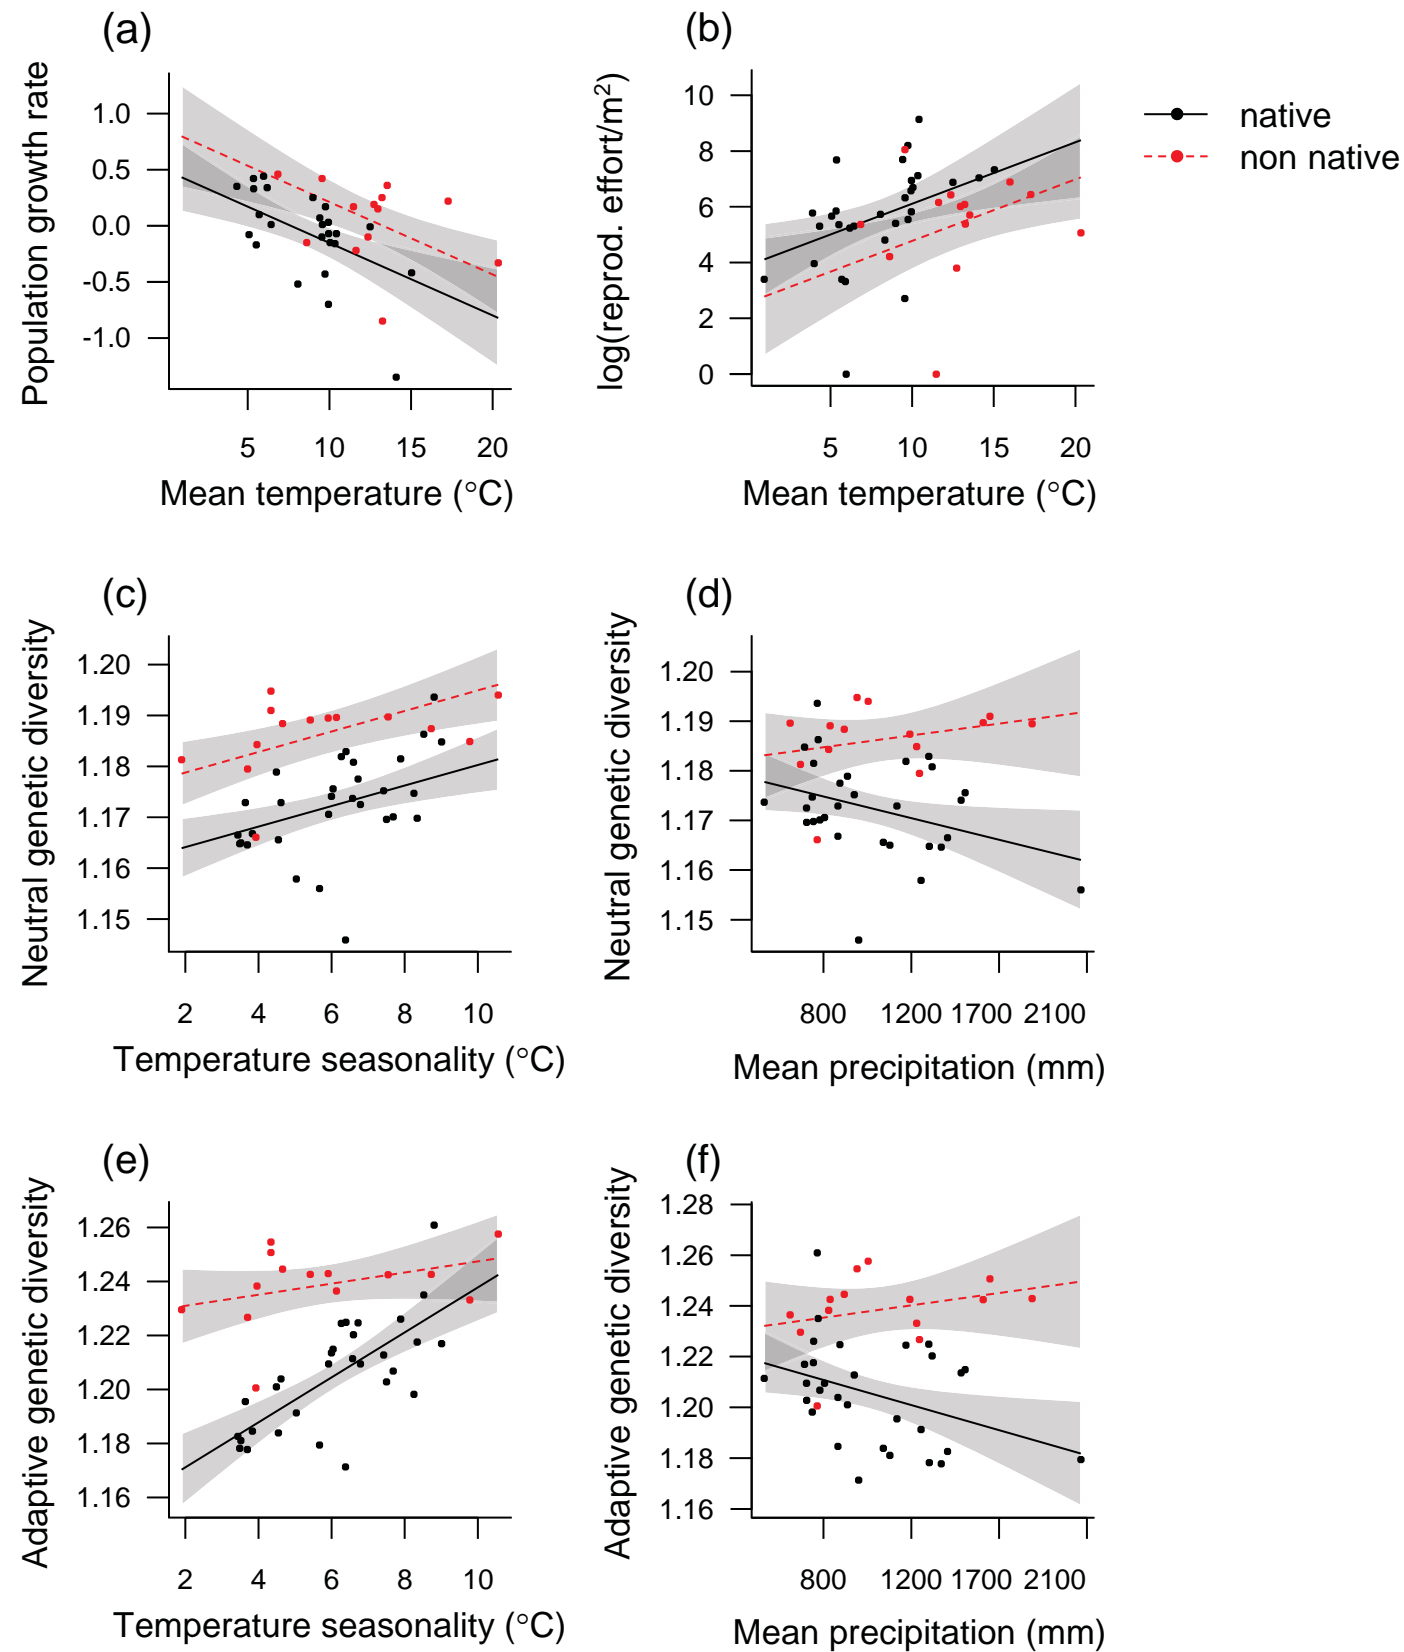 (a)
Population growth rate
1.0
0.5
0.0
-0.5
-1.0
5 10 15 20
Mean temperature (°C)
(b)
log(reprod. effort/m²)
10
8
6
4
2
0
5 10 15 20
Mean temperature (°C)
native
non native
(c)
Neutral genetic diversity
1.20
1.19
1.18
1.17
1.16
1.15
2 4 6 8 10
Temperature seasonality (°C)
(d)
Neutral genetic diversity
1.20
1.19
1.18
1.17
1.16
1.15
800 1200 1700 2100
Mean precipitation (mm)
(e)
Adaptive genetic diversity
1.26
1.24
1.22
1.20
1.18
1.16
2 4 6 8 10
Temperature seasonality (°C)
(f)
Adaptive genetic diversity
1.28
1.26
1.24
1.22
1.20
1.18
1.16
800 1200 1700 2100
Mean precipitation (mm)